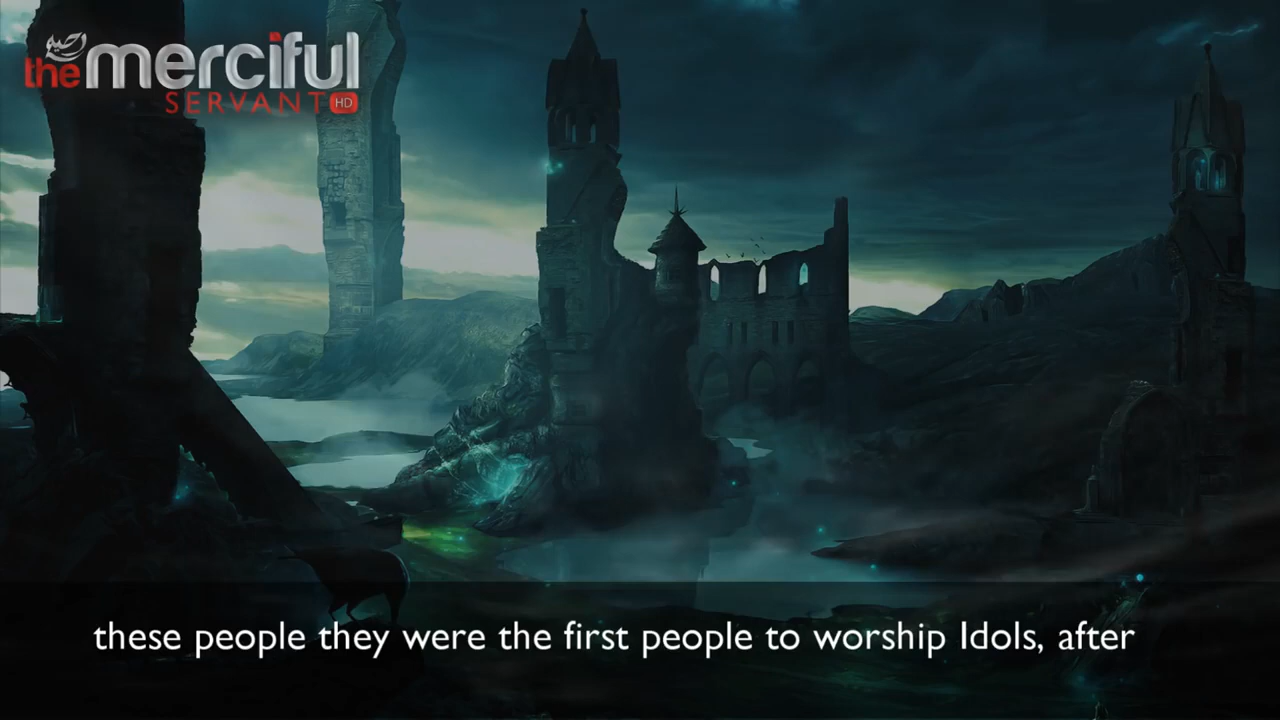 the merciful
SERVANT HD
these people they were the first people to worship Idols, after